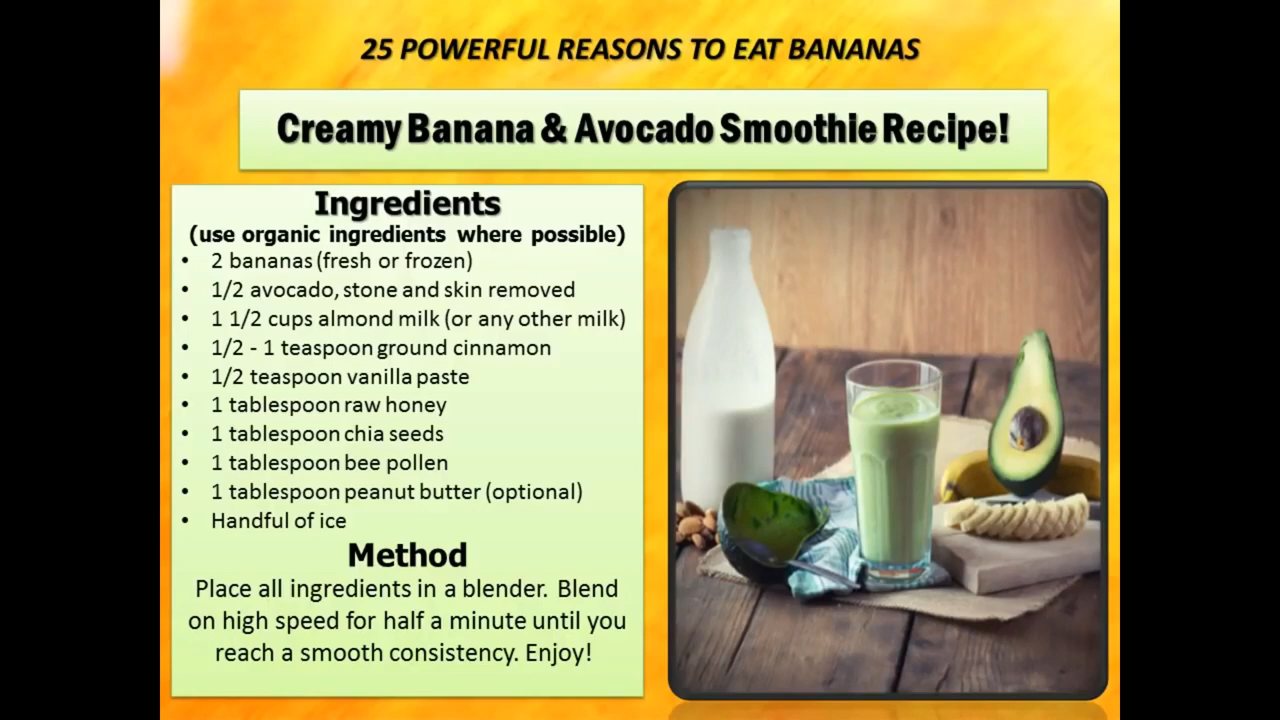 25 POWERFUL REASONS TO EAT BANANAS
Creamy Banana & Avocado Smoothie Recipe!
Ingredients
(use organic ingredients where possible)
• 2 bananas (fresh or frozen)
• 1/2 avocado, stone and skin removed
• 1 1/2 cups almond milk (or any other milk)
• 1/2 - 1 teaspoon ground cinnamon
• 1/2 teaspoon vanilla paste
• 1 tablespoon raw honey
• 1 tablespoon chia seeds
• 1 tablespoon bee pollen
• 1 tablespoon peanut butter (optional)
• Handful of ice
Method
Place all ingredients in a blender. Blend
on high speed for half a minute until you
reach a smooth consistency. Enjoy!